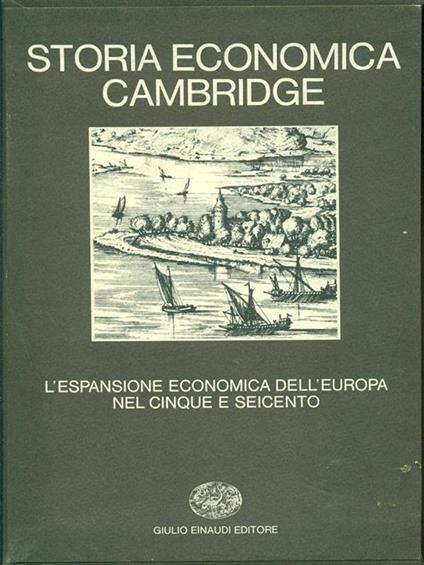 STORIA ECONOMICA
CAMBRIDGE
L'ESPANSIONE ECONOMICA DELL'EUROPA
NEL CINQUE E SEICENTO
GIULIO EINAUDI EDITORE